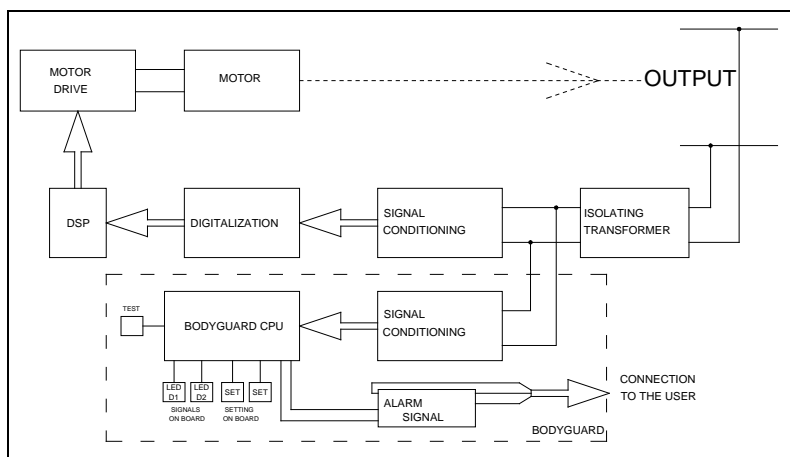 MOTOR
DRIVE
MOTOR
OUTPUT
DSP
DIGITALIZATION
SIGNAL
CONDITIONING
ISOLATING
TRANSFORMER
TEST
BODYGUARD CPU
SIGNAL
CONDITIONING
LED
D1
LED
D2
SET
SET
SIGNALS
ON BOARD
SETTING
ON BOARD
ALARM
SIGNAL
CONNECTION
TO THE USER
BODYGUARD